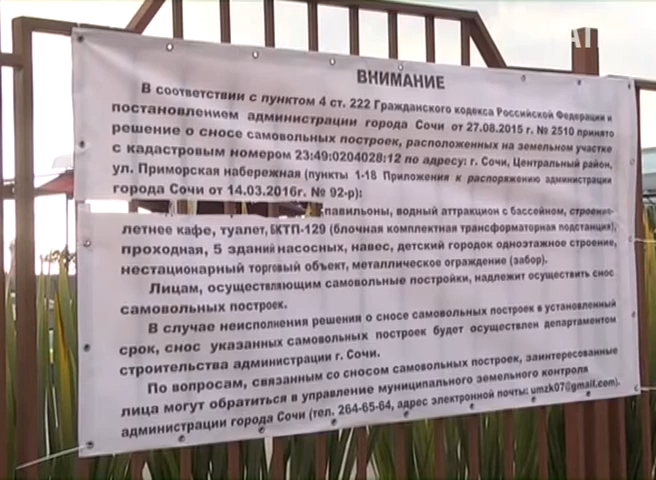 ВНИМАНИЕ
В соответствии с пунктом 4 ст. 222 Гражданского кодекса Российской Федерации и
постановлением администрации города Сочи от 27.08.2015 г. № 2510 принято
решение о сносе самовольных построек, расположенных на земельном участке
с кадастровым номером 23:49:0204028:12 по адресу: г. Сочи, Центральный район,
ул. Приморская набережная (пункты 1-18 Приложения к распоряжению администрации
города Сочи от 14.03.2016г. № 92-р):
павильоны, водный аттракцион с бассейном, строение-
летнее кафе, туалет, БКТП-129 (блочная комплектная трансформаторная подстанция),
проходная, 5 зданий насосных, навес, детский городок одноэтажное строение,
нестационарный торговый объект, металлическое ограждение (забор).
Лицам, осуществляющим самовольные постройки, надлежит осуществить снос
самовольных построек.
В случае неисполнения решения о сносе самовольных построек в установленный
срок, снос указанных самовольных построек будет осуществлен департаментом
строительства администрации г. Сочи.
По вопросам, связанным со сносом самовольных построек, заинтересованные
лица могут обратиться в управление муниципального земельного контроля
администрации города Сочи (тел. 264-65-64, адрес электронной почты: umzk07@gmail.com).